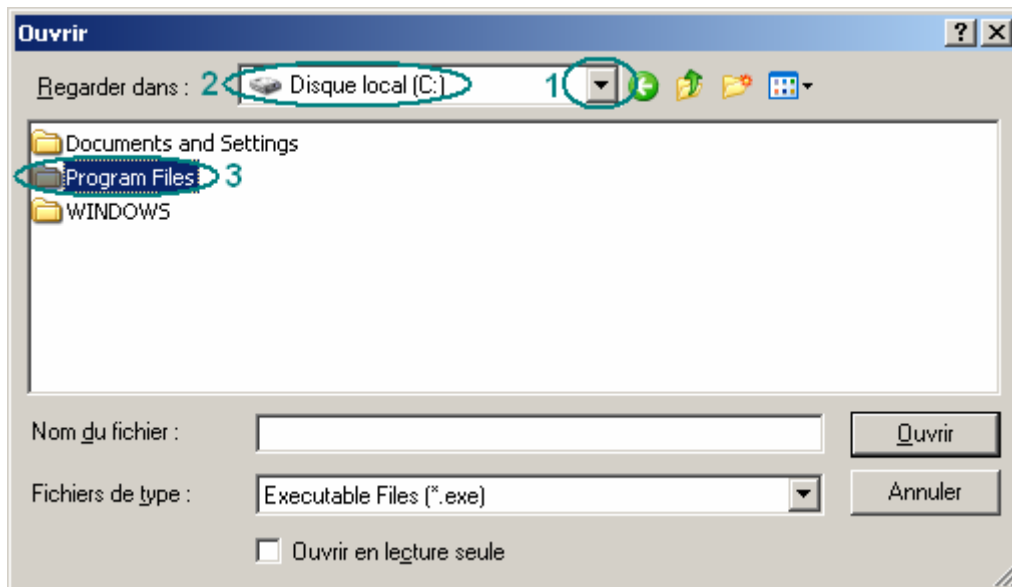 Ouvrir
Regarder dans : 2 Disque local (C:) 1
Documents and Settings
Program Files 3
WINDOWS
Nom du fichier : Ouvrir
Fichiers de type : Executable Files (*.exe) Annuler
Ouvrir en lecture seule